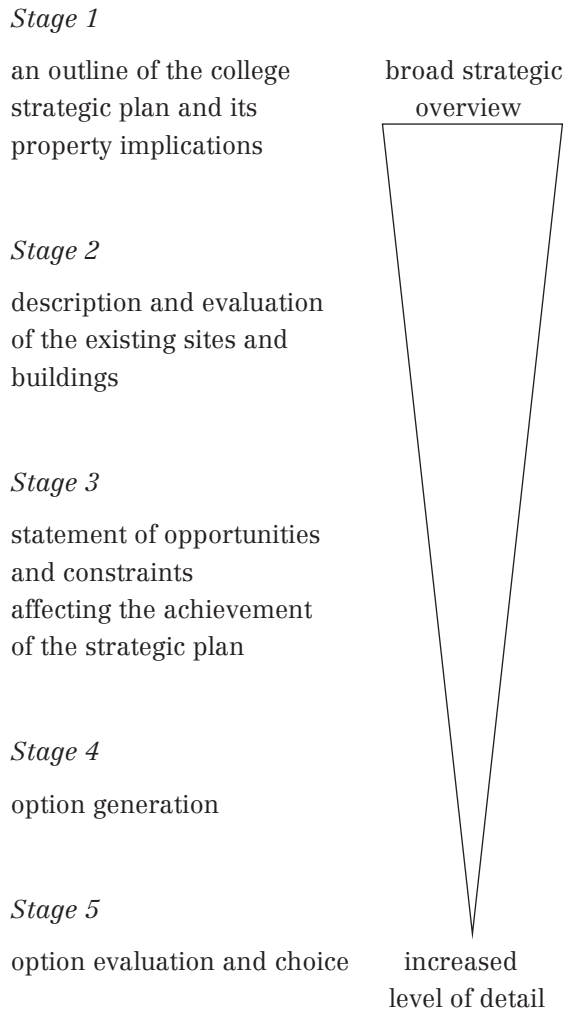 Stage 1
an outline of the college
strategic plan and its
property implications
broad strategic
overview
Stage 2
description and evaluation
of the existing sites and
buildings
Stage 3
statement of opportunities
and constraints
affecting the achievement
of the strategic plan
Stage 4
option generation
Stage 5
option evaluation and choice
increased
level of detail